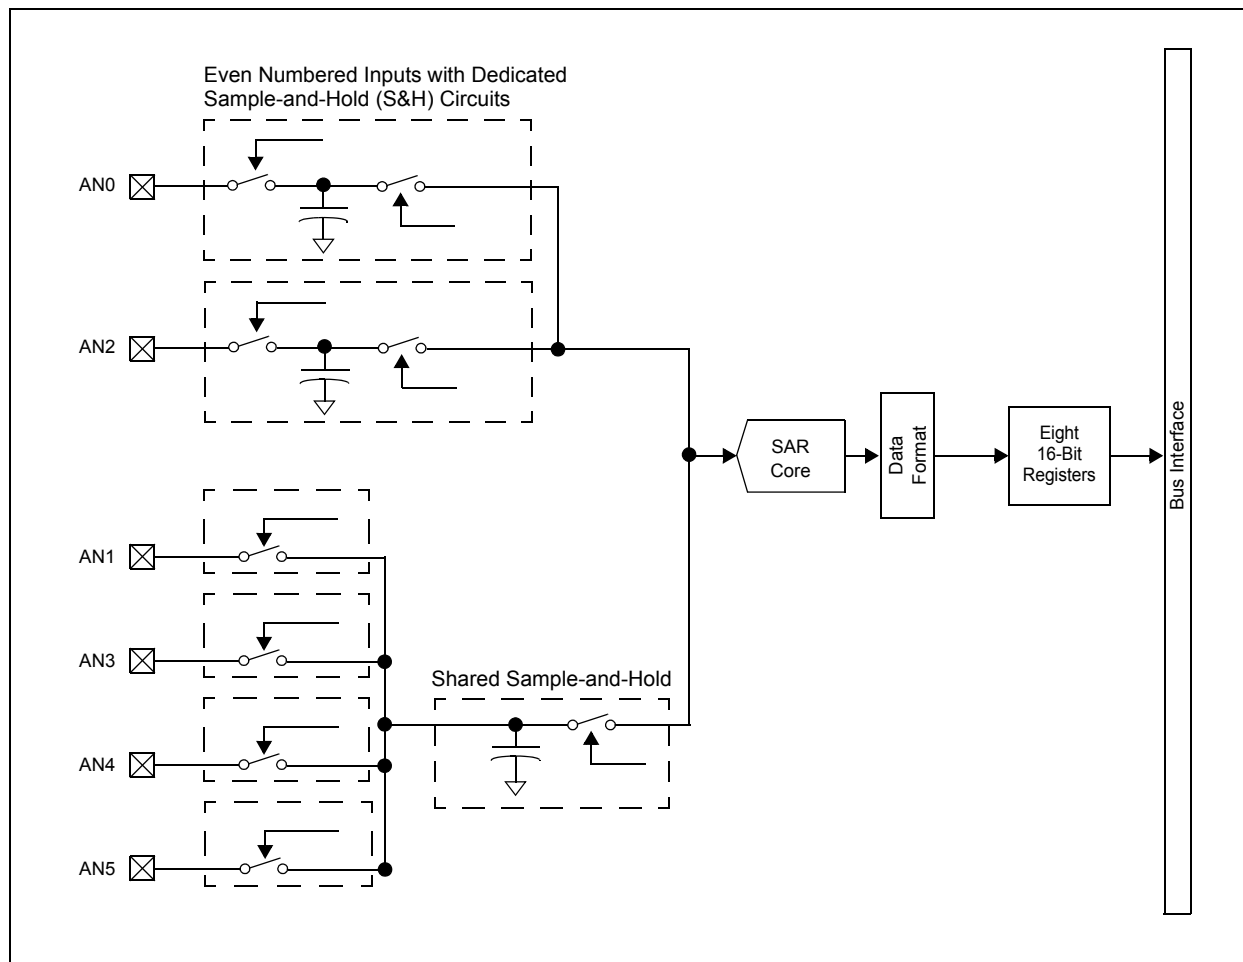 Even Numbered Inputs with Dedicated
Sample-and-Hold (S&H) Circuits
AN0
AN2
SAR
Core
Data
Format
Eight
16-Bit
Registers
Bus Interface
AN1
AN3
Shared Sample-and-Hold
AN4
AN5